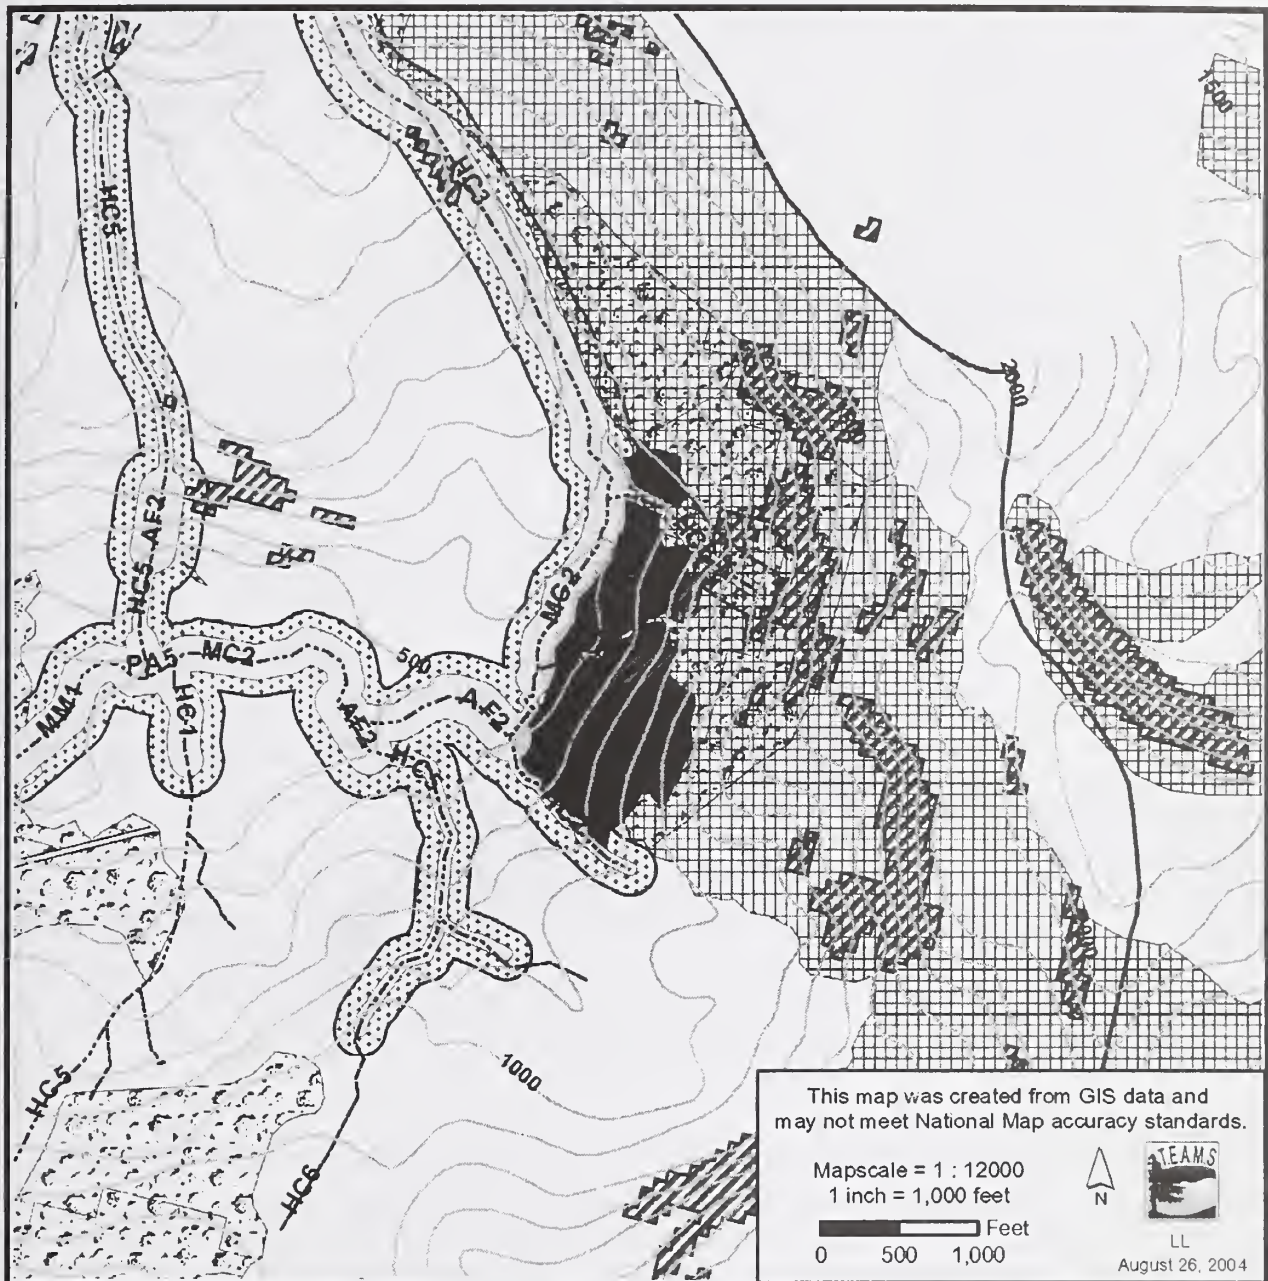 1500
HC5
HC3
2000
HC5 AF2
MC2
MM1
PA5
MC2
HC1
500
AF2
AF2
1000
HC5
HC6
This map was created from GIS data and
may not meet National Map accuracy standards.
Mapscale = 1 : 12000
1 inch = 1,000 feet
Feet
0 500 1,000
N
T.E.A.M.S
LL
August 26, 2004